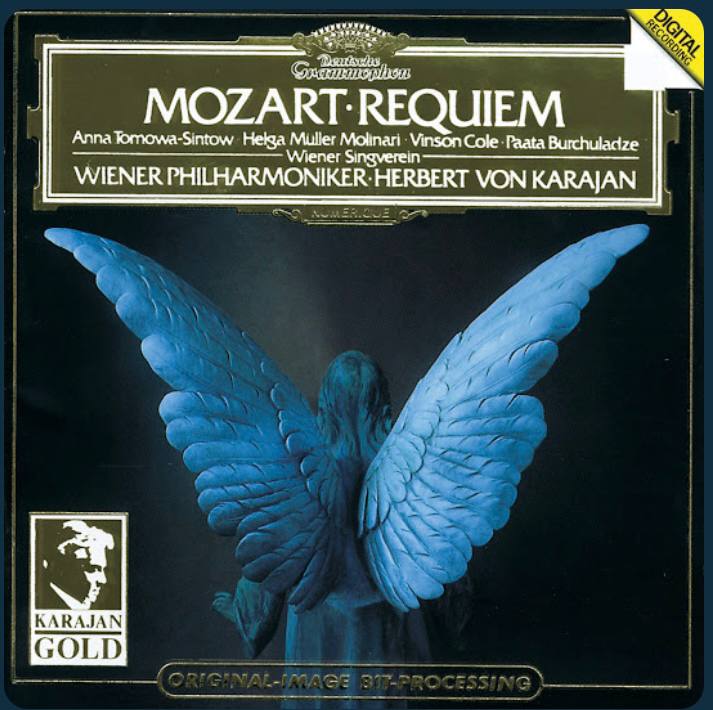 DIGITAL
RECORDING
Deutsche
Grammophon
MOZART·REQUIEM
Anna Tomowa-Sintow · Helga Müller Molinari · Vinson Cole · Paata Burchuladze
Wiener Singverein
WIENER PHILHARMONIKER·HERBERT VON KARAJAN
NUMERIQUE
KARAJAN
GOLD
ORIGINAL-IMAGE BIT-PROCESSING